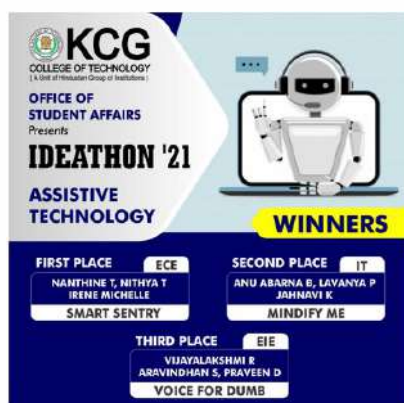 KCG
COLLEGE OF TECHNOLOGY
[ A Unit of Hindustan Group of Institutions ]
OFFICE OF
STUDENT AFFAIRS
Presents
IDEATHON '21
ASSISTIVE
TECHNOLOGY
WINNERS
FIRST PLACE ECE
NANTHINE T, NITHYA T
IRENE MICHELLE
SMART SENTRY
SECOND PLACE IT
ANU ABARNA B, LAVANYA P
JAHNAVI K
MINDIFY ME
THIRD PLACE EIE
VIJAYALAKSHMI R
ARAVINDHAN S, PRAVEEN D
VOICE FOR DUMB